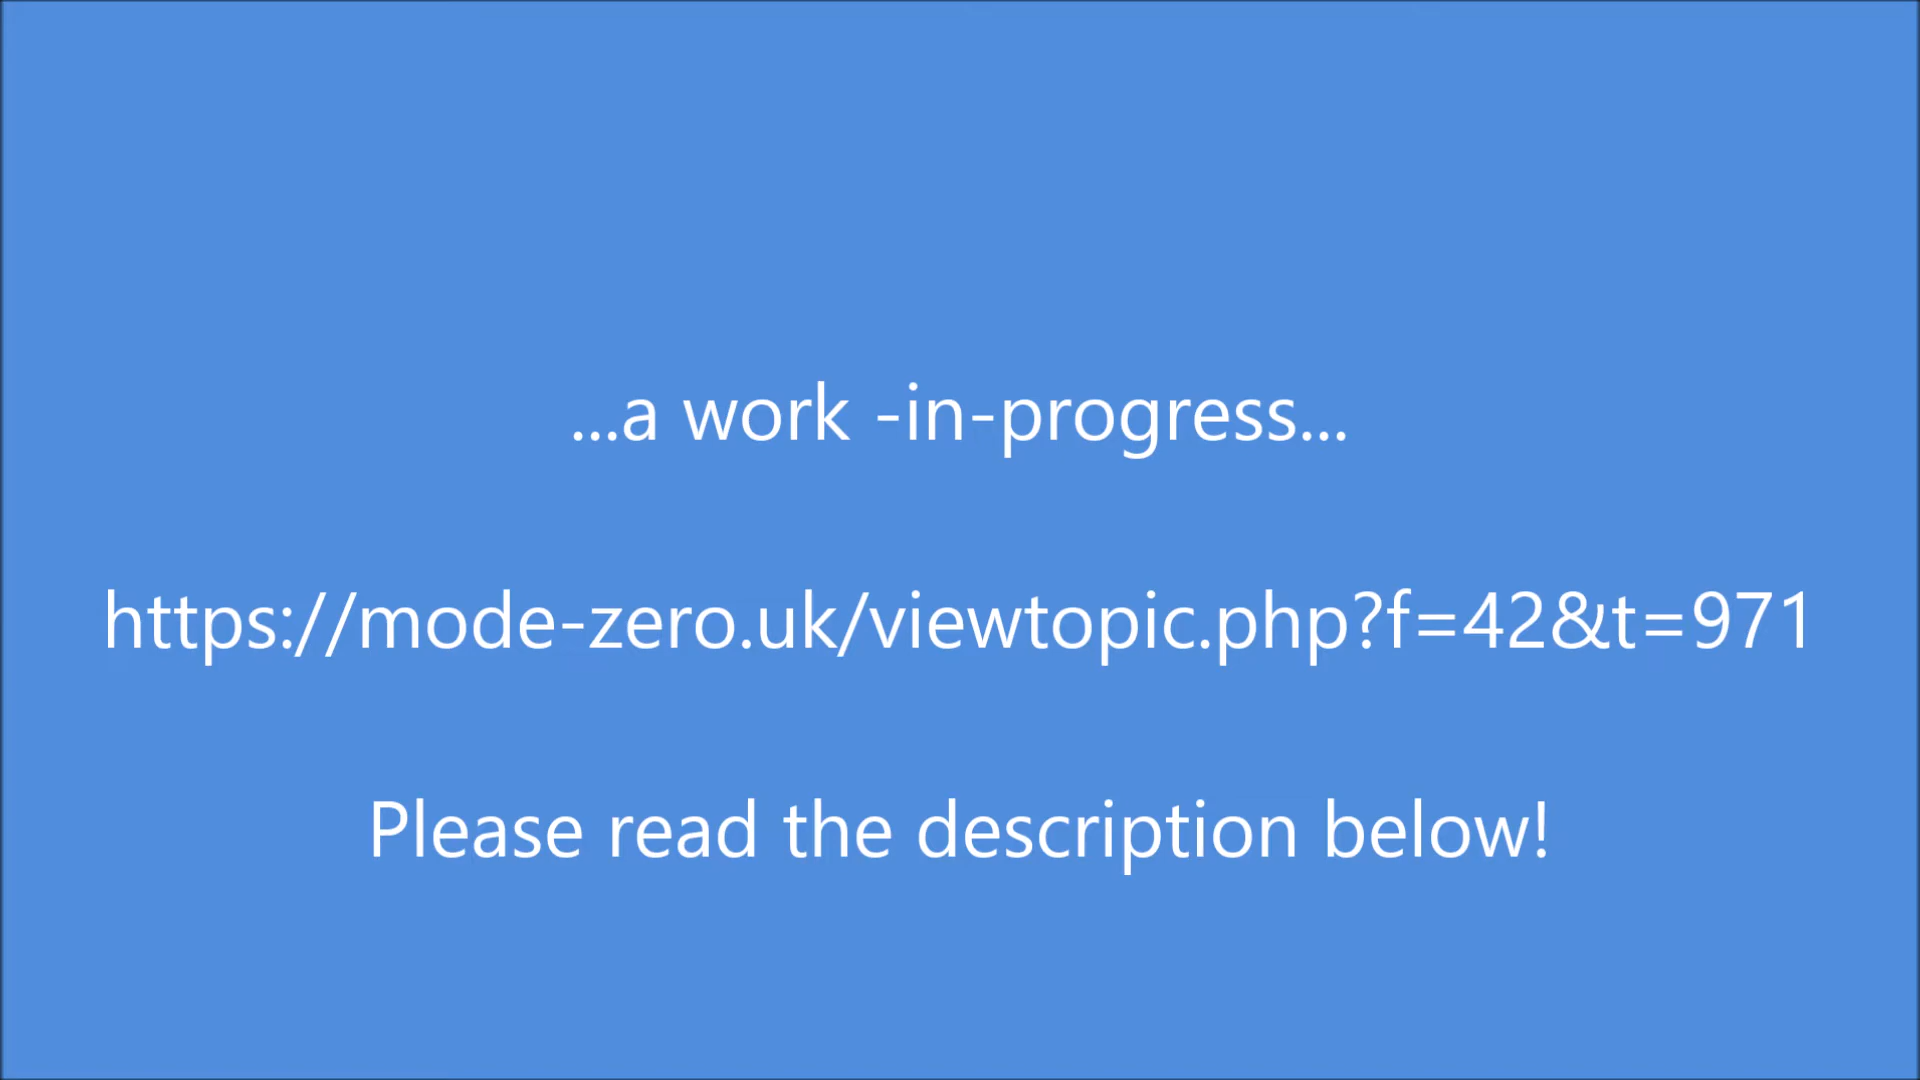 ...a work -in-progress...
https://mode-zero.uk/viewtopic.php?f=42&t=971
Please read the description below!